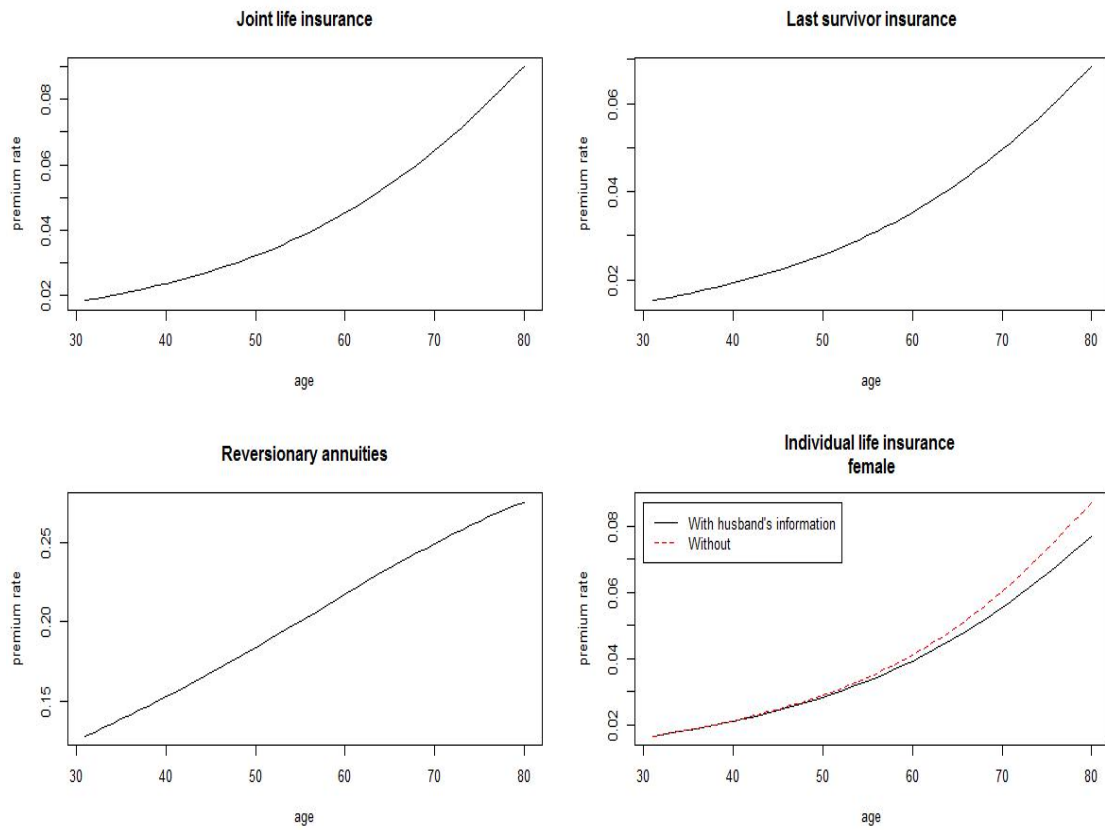 Joint life insurance
premium rate
0.02 0.04 0.06 0.08
30 40 50 60 70 80
age
Last survivor insurance
premium rate
0.02 0.04 0.06
30 40 50 60 70 80
age
Reversionary annuities
premium rate
0.15 0.20 0.25
30 40 50 60 70 80
age
Individual life insurance
female
With husband's information
Without
premium rate
0.02 0.04 0.06 0.08
30 40 50 60 70 80
age